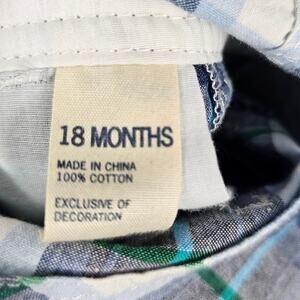 18 MONTHS
MADE IN CHINA
100% COTTON
EXCLUSIVE OF
DECORATION